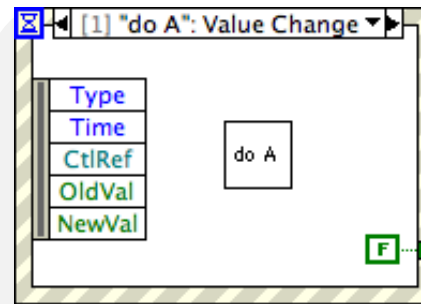 [1] "do A": Value Change
Type
Time
CtlRef
OldVal
NewVal
do A
F